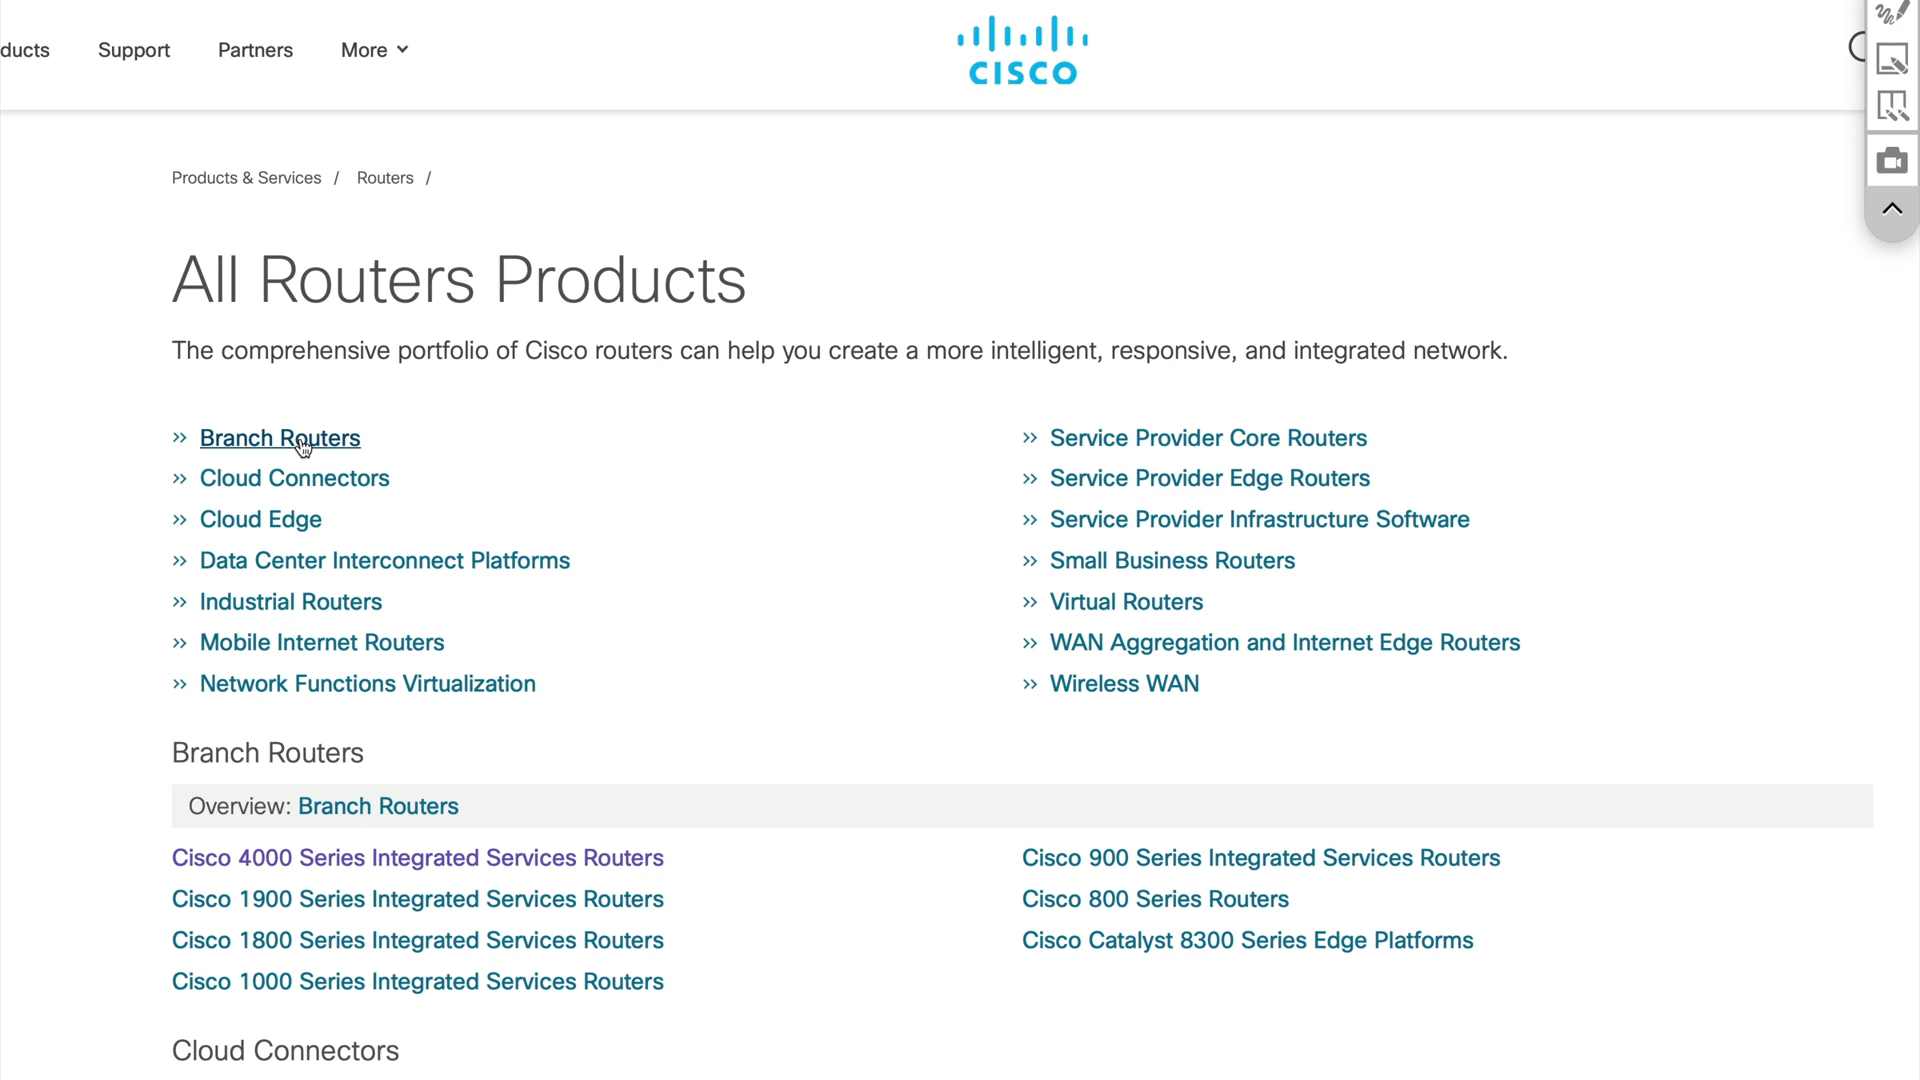 ducts Support Partners More
CISCO
Products & Services / Routers /
All Routers Products
The comprehensive portfolio of Cisco routers can help you create a more intelligent, responsive, and integrated network.
» Branch Routers
» Cloud Connectors
» Cloud Edge
» Data Center Interconnect Platforms
» Industrial Routers
» Mobile Internet Routers
» Network Functions Virtualization
» Service Provider Core Routers
» Service Provider Edge Routers
» Service Provider Infrastructure Software
» Small Business Routers
» Virtual Routers
» WAN Aggregation and Internet Edge Routers
» Wireless WAN
Branch Routers
Overview: Branch Routers
Cisco 4000 Series Integrated Services Routers
Cisco 1900 Series Integrated Services Routers
Cisco 1800 Series Integrated Services Routers
Cisco 1000 Series Integrated Services Routers
Cisco 900 Series Integrated Services Routers
Cisco 800 Series Routers
Cisco Catalyst 8300 Series Edge Platforms
Cloud Connectors